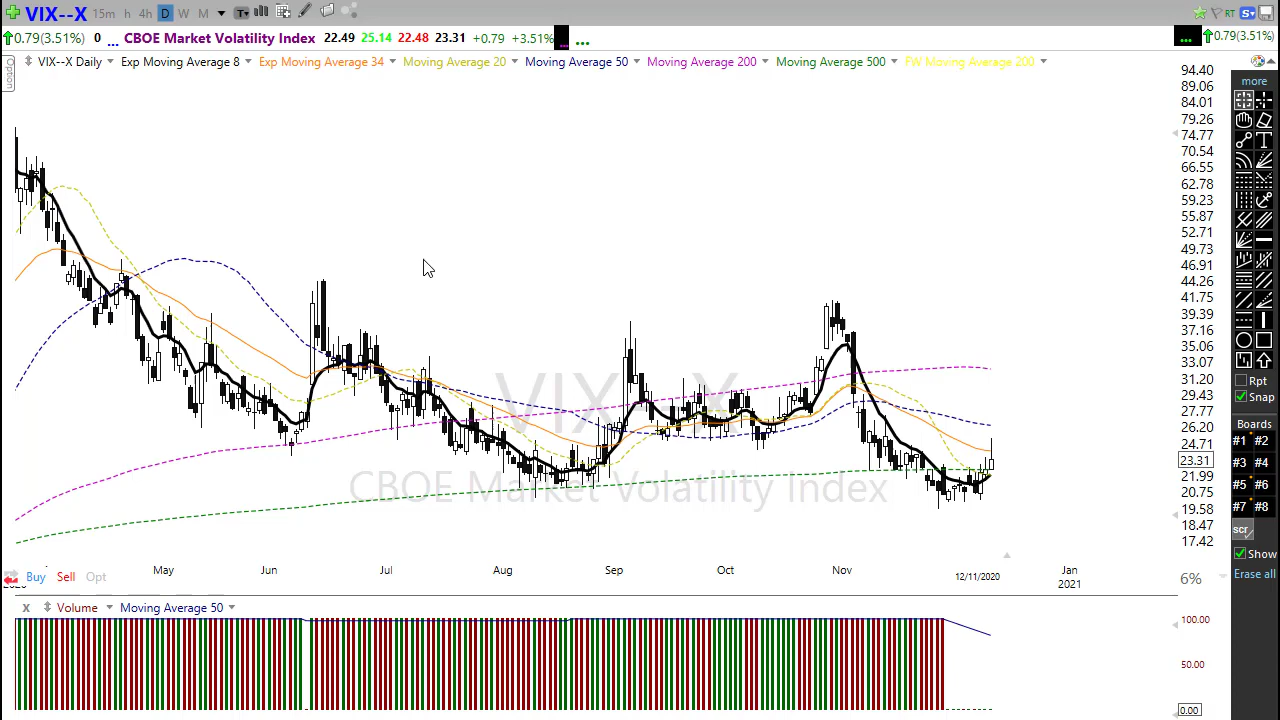 VIX--X 15m h 4h D W M T RT S
0.79(3.51%) 0 ... CBOE Market Volatility Index 22.49 25.14 22.48 23.31 +0.79 +3.51% ... ... ... 0.79(3.51%)
Option
VIX--X Daily Exp Moving Average 8 Exp Moving Average 34 Moving Average 20 Moving Average 50 Moving Average 200 Moving Average 500 FW Moving Average 200
94.40
89.06
84.01
79.26
74.77
70.54
66.55
62.78
59.23
55.87
52.71
49.73
46.91
44.26
41.75
39.39
37.16
35.06
33.07
31.20
29.43
27.77
26.20
24.71
23.31
21.99
20.75
19.58
18.47
17.42
VIX--X
CBOE Market Volatility Index
more
T
Rpt
Snap
Boards
#1 #2
#3 #4
#5 #6
#7 #8
scr
Show
Erase all
May Jun Jul Aug Sep Oct Nov 12/11/2020 Jan
2021
Buy Sell Opt
6%
X Volume Moving Average 50
100.00
50.00
0.00